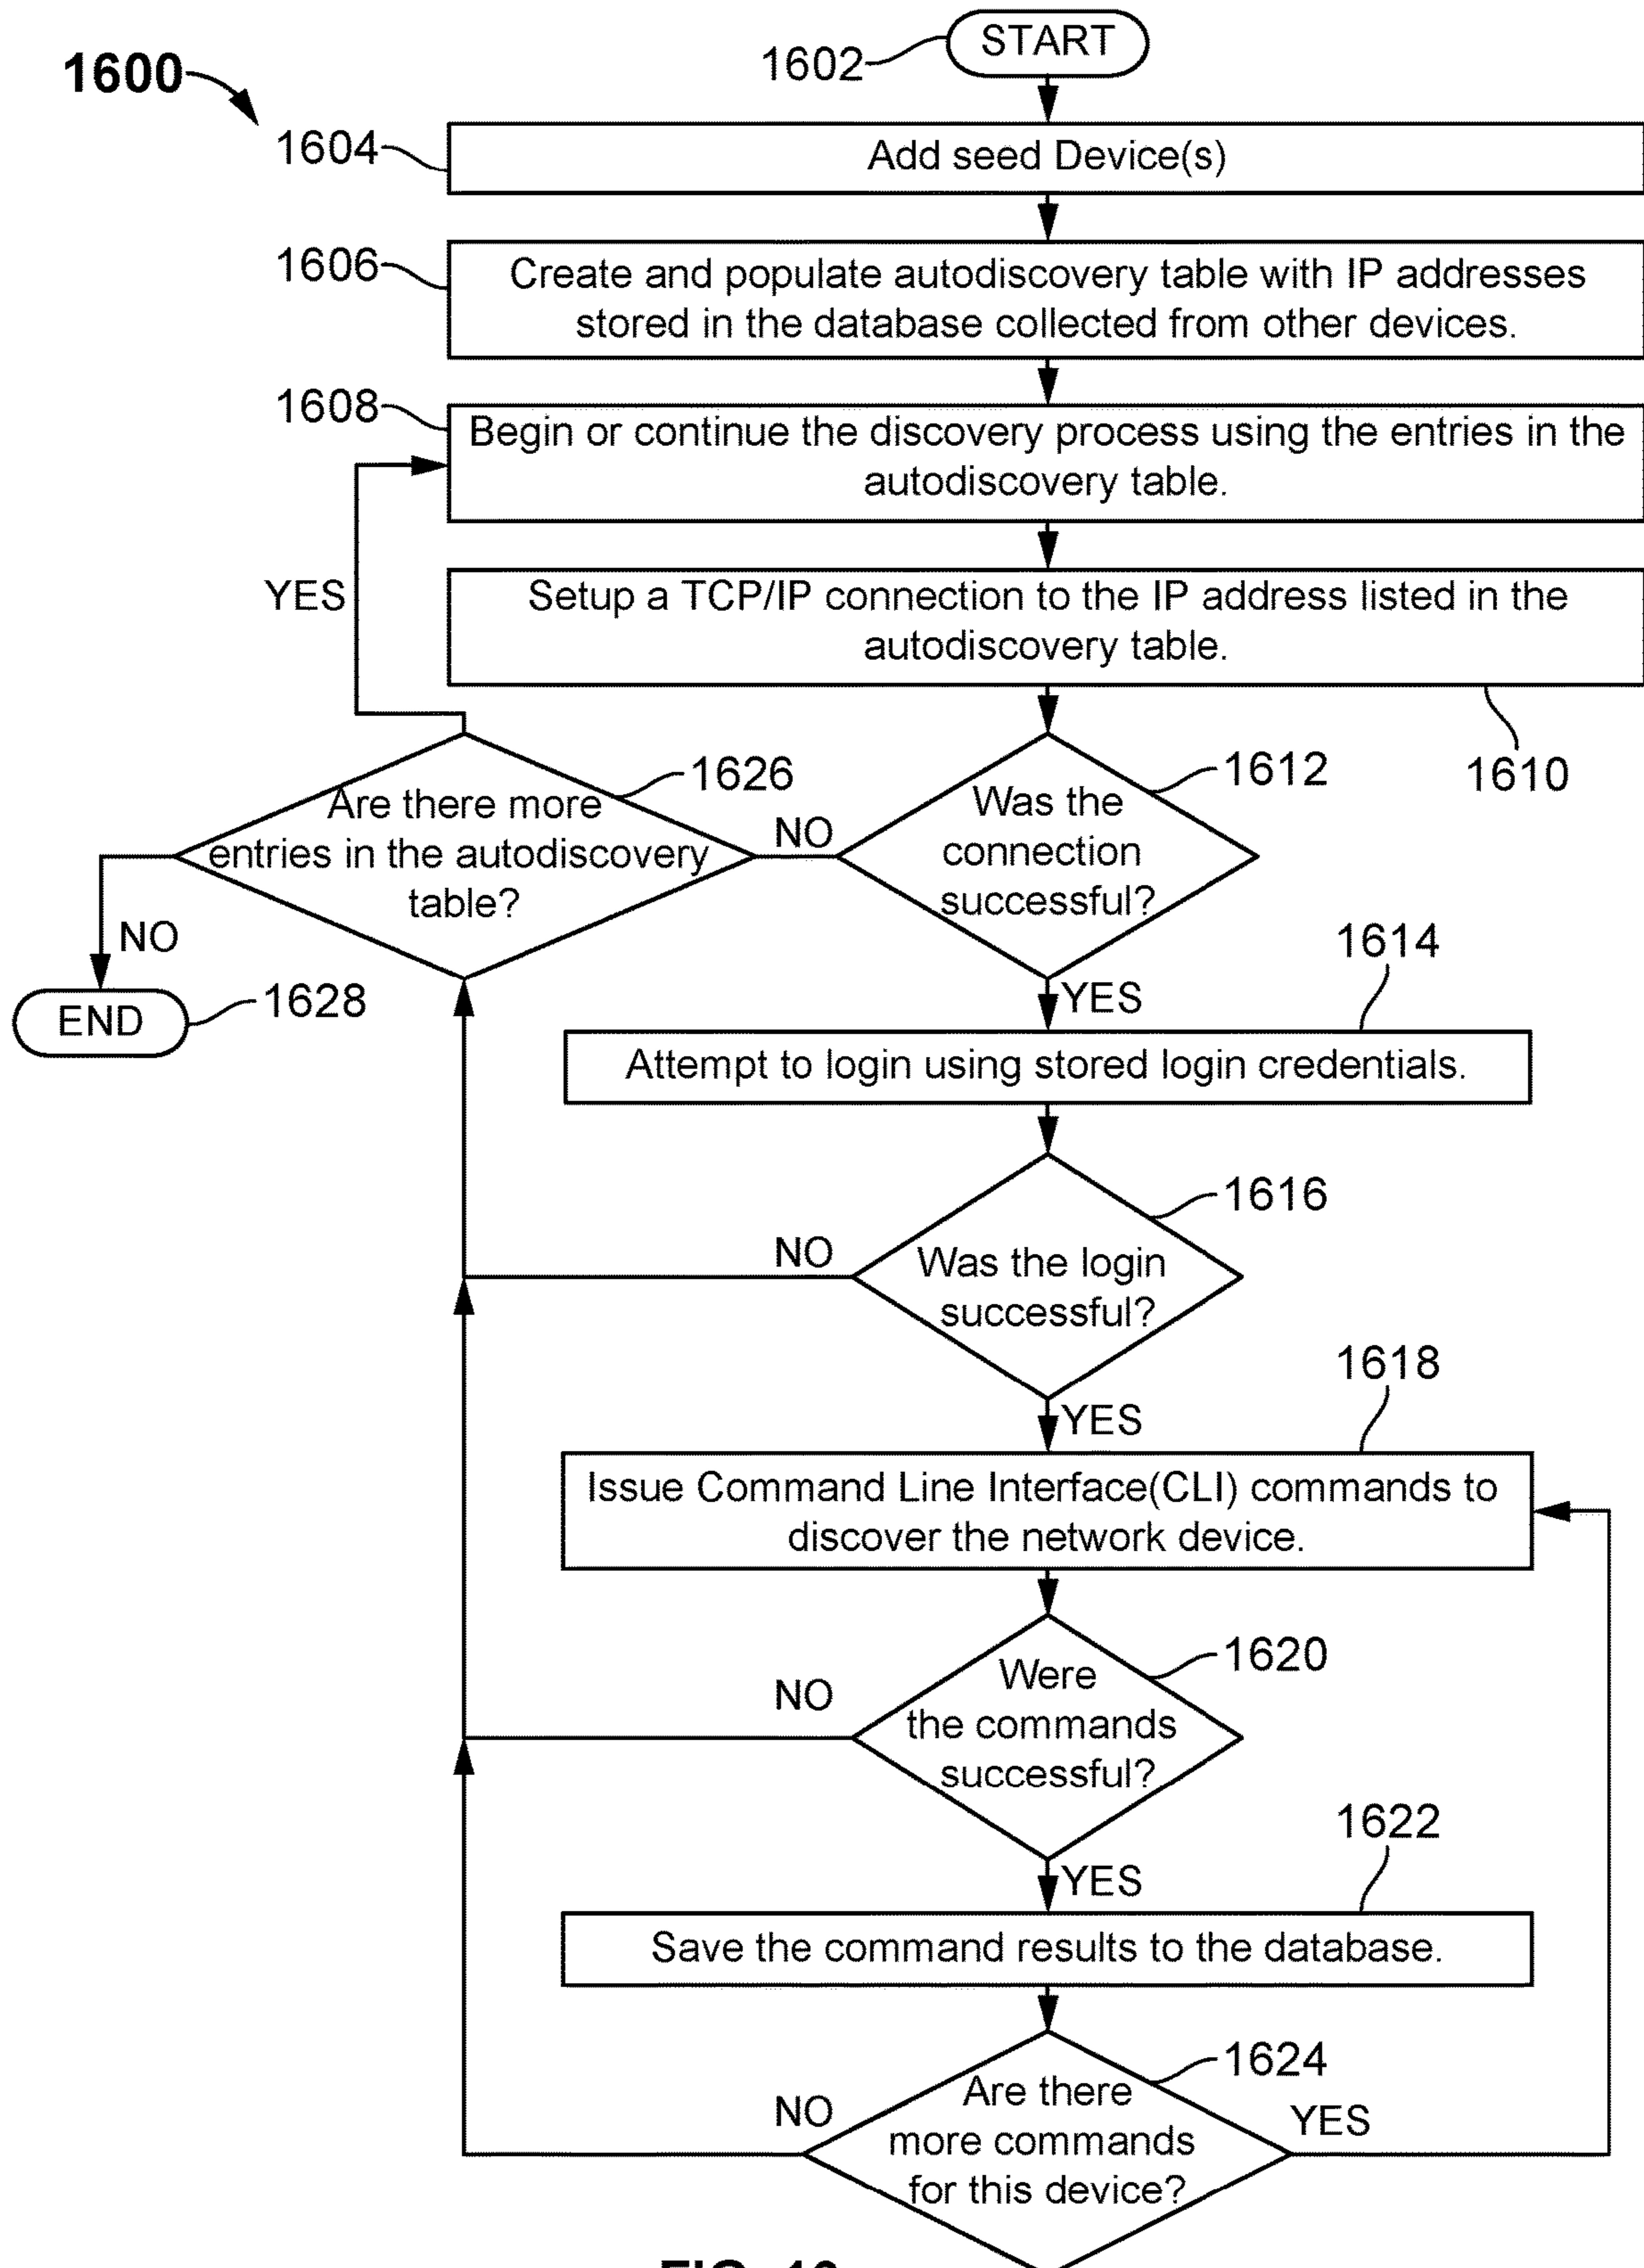 1600
1602
START
1604
Add seed Device(s)
1606
Create and populate autodiscovery table with IP addresses
stored in the database collected from other devices.
1608
Begin or continue the discovery process using the entries in the
autodiscovery table.
YES
Setup a TCP/IP connection to the IP address listed in the
autodiscovery table.
1610
1626
Are there more
entries in the autodiscovery
table?
NO
1612
Was the
connection
successful?
NO
END
1628
YES
1614
Attempt to login using stored login credentials.
1616
NO
Was the login
successful?
YES
1618
Issue Command Line Interface(CLI) commands to
discover the network device.
1620
NO
Were
the commands
successful?
YES
1622
Save the command results to the database.
1624
NO
Are there
more commands
for this device?
YES